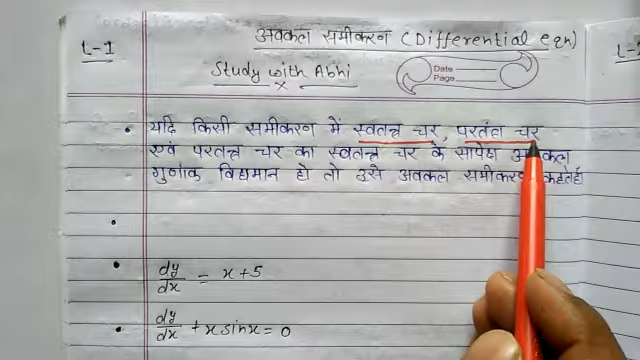 L-1
अवकल समीकरण (Differential eqn)
Study with Abhi
Date
Page
यदि किसी समीकरण में स्वतन्त्र चर, परतंत्र चर
एवं परतन्त्र चर का स्वतन्त्र चर के सापेक्ष अवकल
गुणांक विद्यमान हो तो उसे अवकल समीकरण कहतेहैं
dy/dx = x+5
dy/dx + x sinx = 0